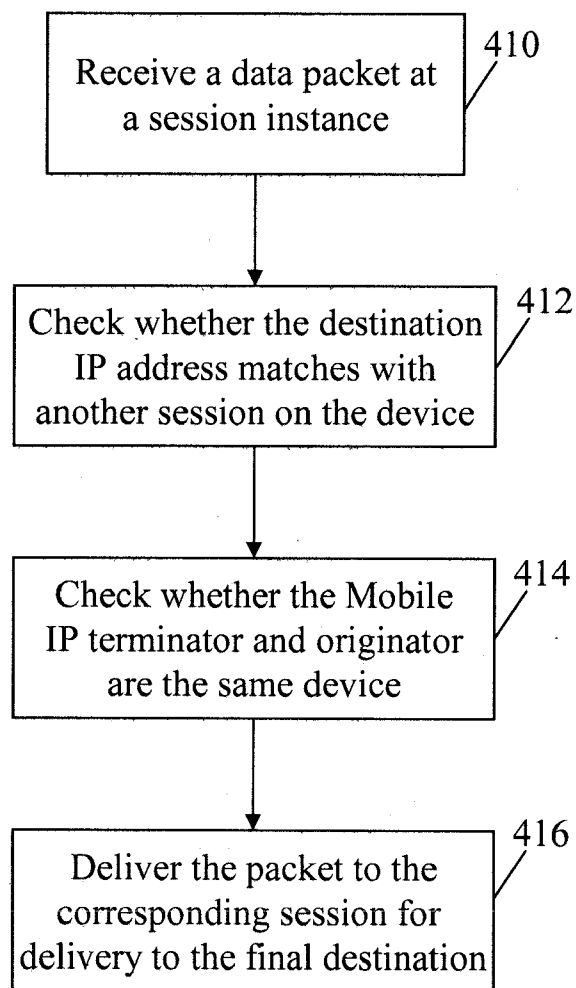 410
Receive a data packet at
a session instance
412
Check whether the destination
IP address matches with
another session on the device
414
Check whether the Mobile
IP terminator and originator
are the same device
416
Deliver the packet to the
corresponding session for
delivery to the final destination